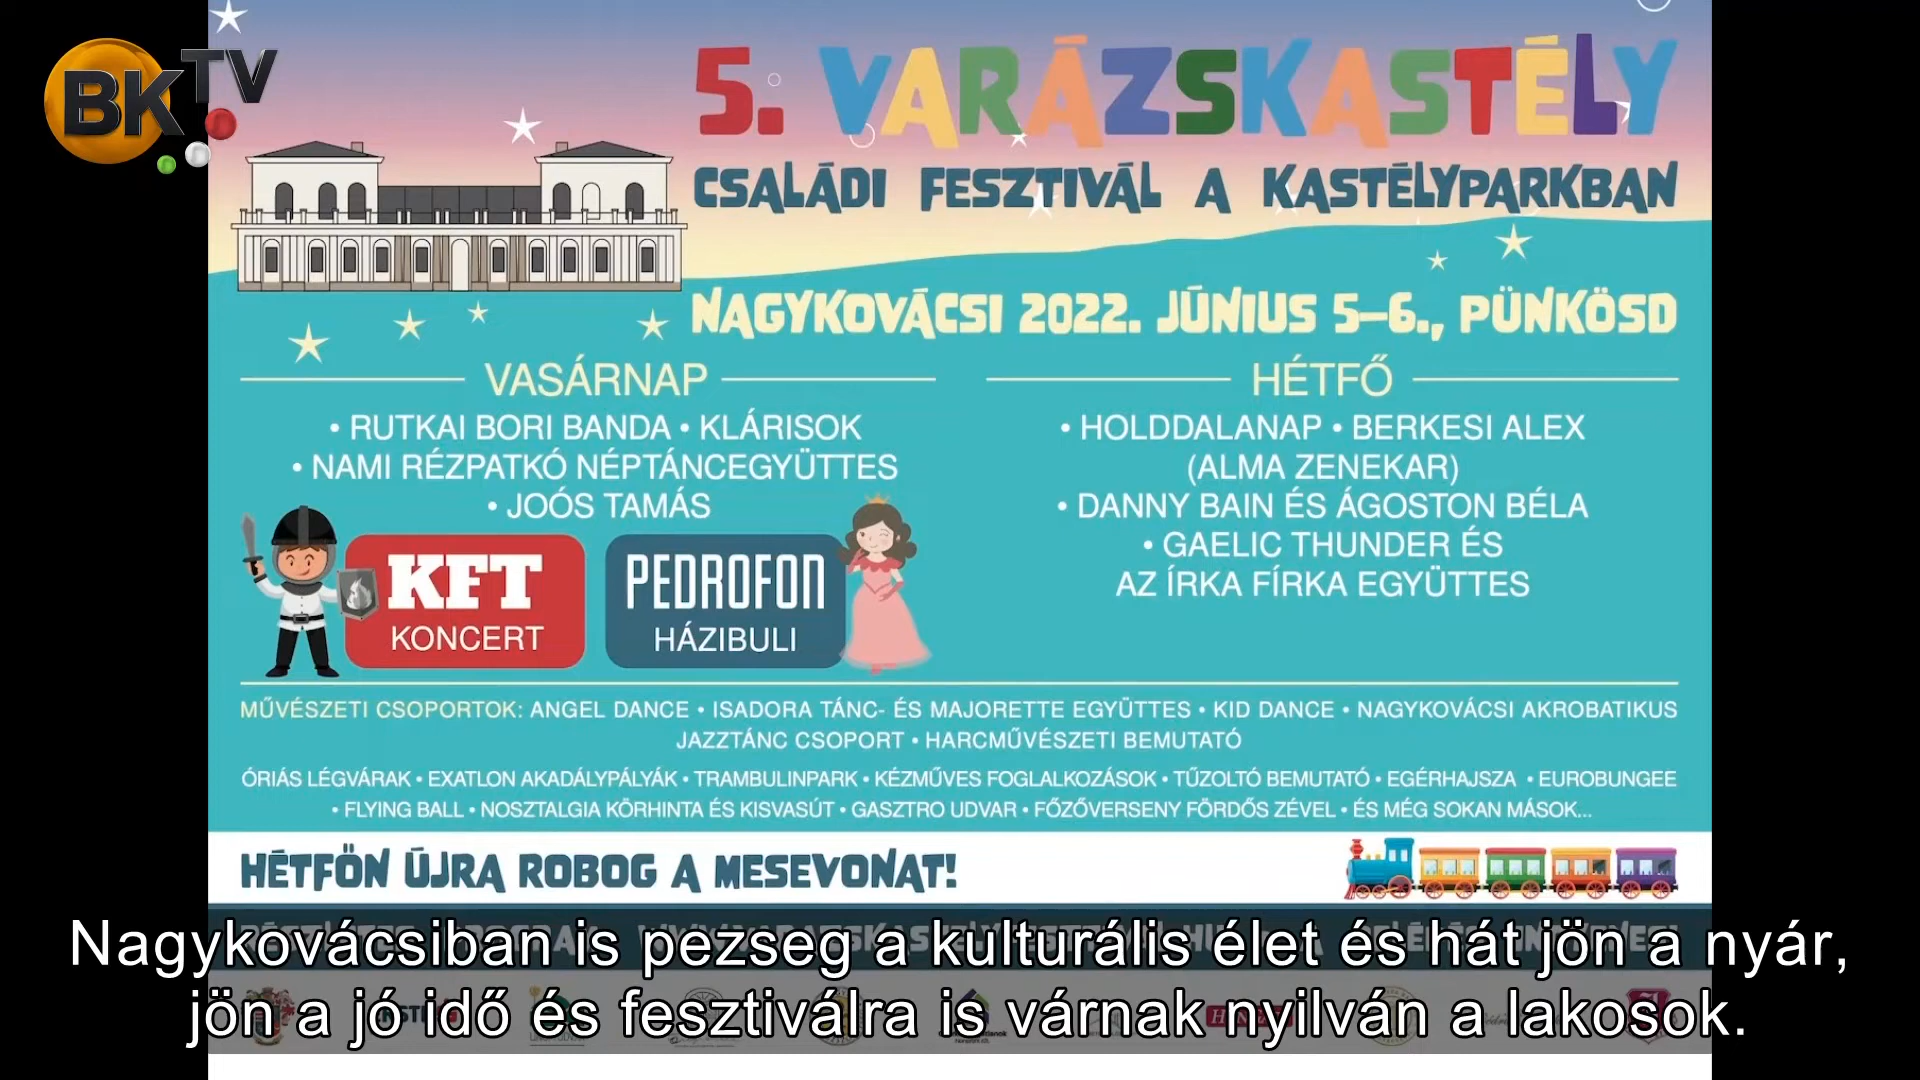 BKTV
5. VARÁZSKASTÉLY
CSALÁDI FESZTIVÁL A KASTÉLYPARKBAN
NAGYKOVÁCSI 2022. JÚNIUS 5–6., PÜNKÖSD
VASÁRNAP
• RUTKAI BORI BANDA • KLÁRISOK
• NAMI RÉZPATKÓ NÉPTÁNCEGYÜTTES
• JOÓS TAMÁS
KFT
KONCERT
PEDROFON
HÁZIBULI
HÉTFŐ
• HOLDDALANAP • BERKESI ALEX
(ALMA ZENEKAR)
• DANNY BAIN ÉS ÁGOSTON BÉLA
• GAELIC THUNDER ÉS
AZ ÍRKA FÍRKA EGYÜTTES
MŰVÉSZETI CSOPORTOK: ANGEL DANCE • ISADORA TÁNC- ÉS MAJORETTE EGYÜTTES • KID DANCE • NAGYKOVÁCSI AKROBATIKUS
JAZZTÁNC CSOPORT • HARCMŰVÉSZETI BEMUTATÓ
ÓRIÁS LÉGVÁRAK • EXATLON AKADÁLYPÁLYÁK • TRAMBULINPARK • KÉZMŰVES FOGLALKOZÁSOK • TŰZOLTÓ BEMUTATÓ • EGÉRHAJSZA • EUROBUNGEE
• FLYING BALL • NOSZTALGIA KÖRHINTA ÉS KISVASÚT • GASZTRO UDVAR • FŐZŐVERSENY FÖRDŐS ZÉVEL • ÉS MÉG SOKAN MÁSOK...
HÉTFÖN ÚJRA ROBOG A MESEVONAT!
Nagykovácsiban is pezseg a kulturális élet és hát jön a nyár,
jön a jó idő és fesztiválra is várnak nyilván a lakosok.